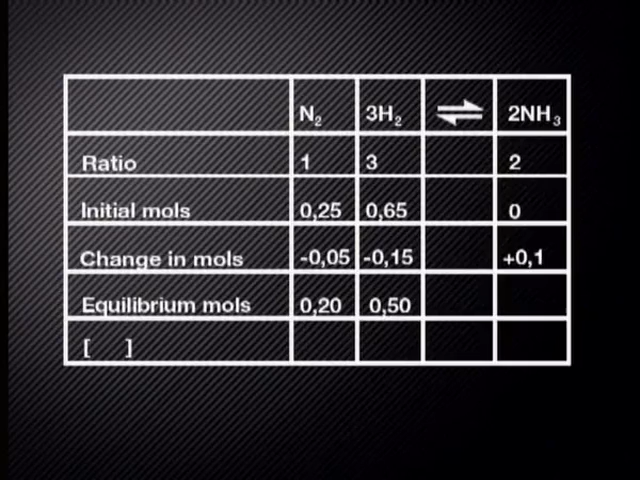 N₂ 3H₂ ⇌ 2NH₃
Ratio 1 3 2
Initial mols 0,25 0,65 0
Change in mols -0,05 -0,15 +0,1
Equilibrium mols 0,20 0,50
[ ]